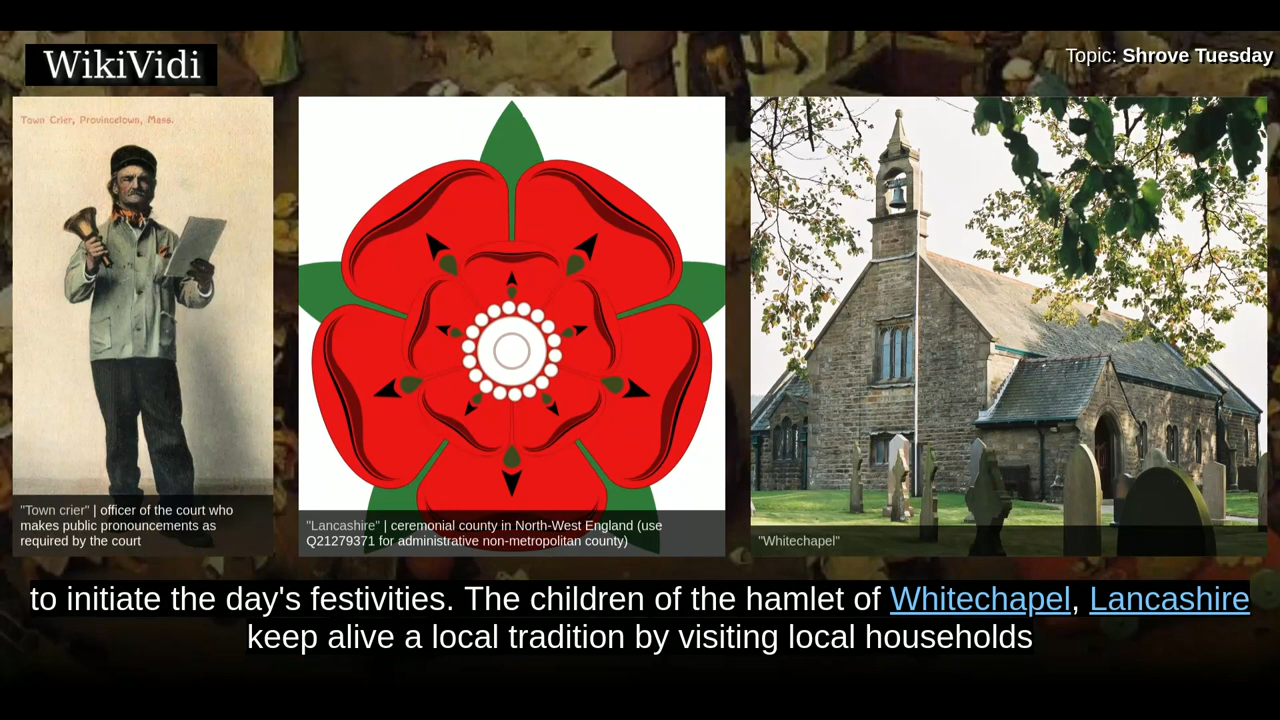 WikiVidi
Topic: Shrove Tuesday
Town Crier, Provincetown, Mass.
"Town crier" | officer of the court who
makes public pronouncements as
required by the court
"Lancashire" | ceremonial county in North-West England (use
Q21279371 for administrative non-metropolitan county)
"Whitechapel"
to initiate the day's festivities. The children of the hamlet of Whitechapel, Lancashire
keep alive a local tradition by visiting local households